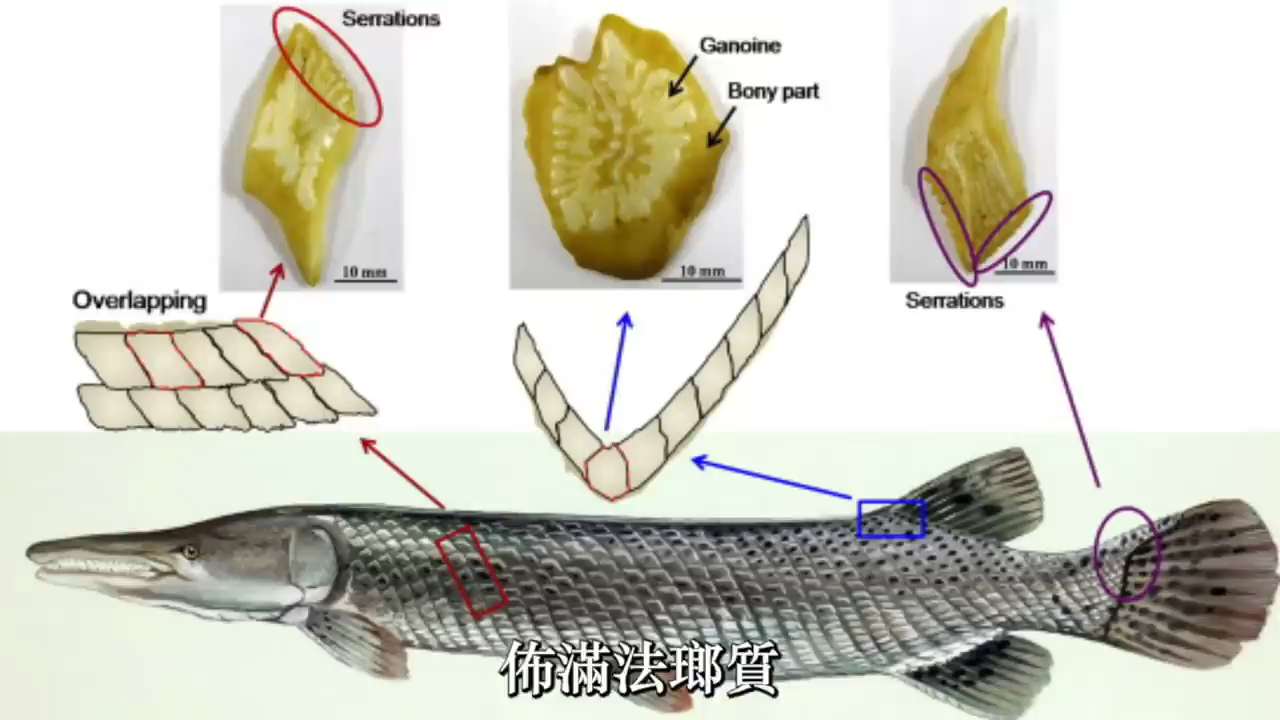 Serrations
Ganoine
Bony part
10 mm
10 mm
10 mm
Overlapping
Serrations
佈滿法瑯質